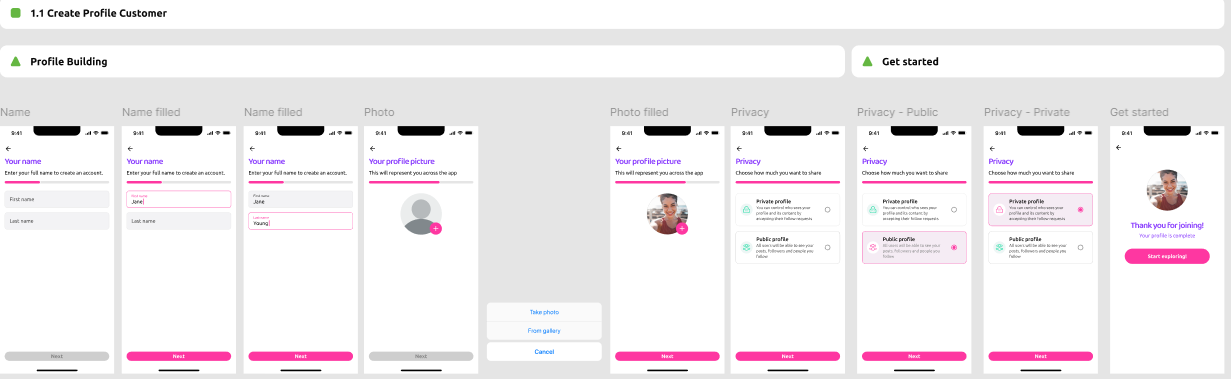 1.1 Create Profile Customer
Profile Building
Get started
Name
Name filled
Name filled
Photo
Photo filled
Privacy
Privacy - Public
Privacy - Private
Get started
9:41
Your name
Enter your full name to create an account.
First name
Last name
Next
9:41
Your name
Enter your full name to create an account.
First name
Jane
Last name
Next
9:41
Your name
Enter your full name to create an account.
First name
Jane
Last name
Young
Next
9:41
Your profile picture
This will represent you across the app
Next
Take photo
From gallery
Cancel
9:41
Your profile picture
This will represent you across the app
Next
9:41
Privacy
Choose how much you want to share
Private profile
You can control who sees your
profile and its content by
accepting their follow requests
Public profile
All users will be able to see your
posts, followers and people you
follow
Next
9:41
Privacy
Choose how much you want to share
Private profile
You can control who sees your
profile and its content by
accepting their follow requests
Public profile
All users will be able to see your
posts, followers and people you
follow
Next
9:41
Privacy
Choose how much you want to share
Private profile
You can control who sees your
profile and its content by
accepting their follow requests
Public profile
All users will be able to see your
posts, followers and people you
follow
Next
9:41
Thank you for joining!
Your profile is complete
Start exploring!